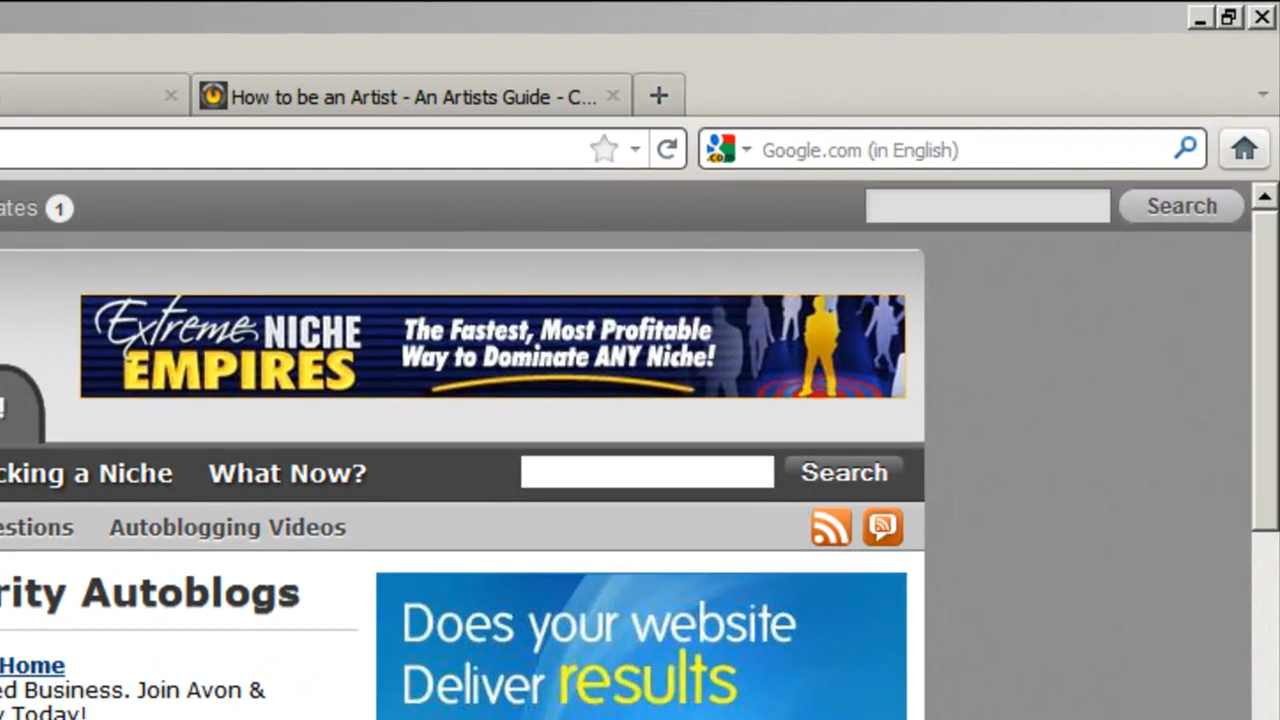 How to be an Artist - An Artists Guide - C...
Google.com (in English)
ates 1
Search
Extreme NICHE
EMPIRES
The Fastest, Most Profitable
Way to Dominate ANY Niche!
!
cking a Niche What Now? Search
estions Autoblogging Videos
rity Autoblogs
Home
ed Business. Join Avon &
y Today!
Does your website
Deliver results